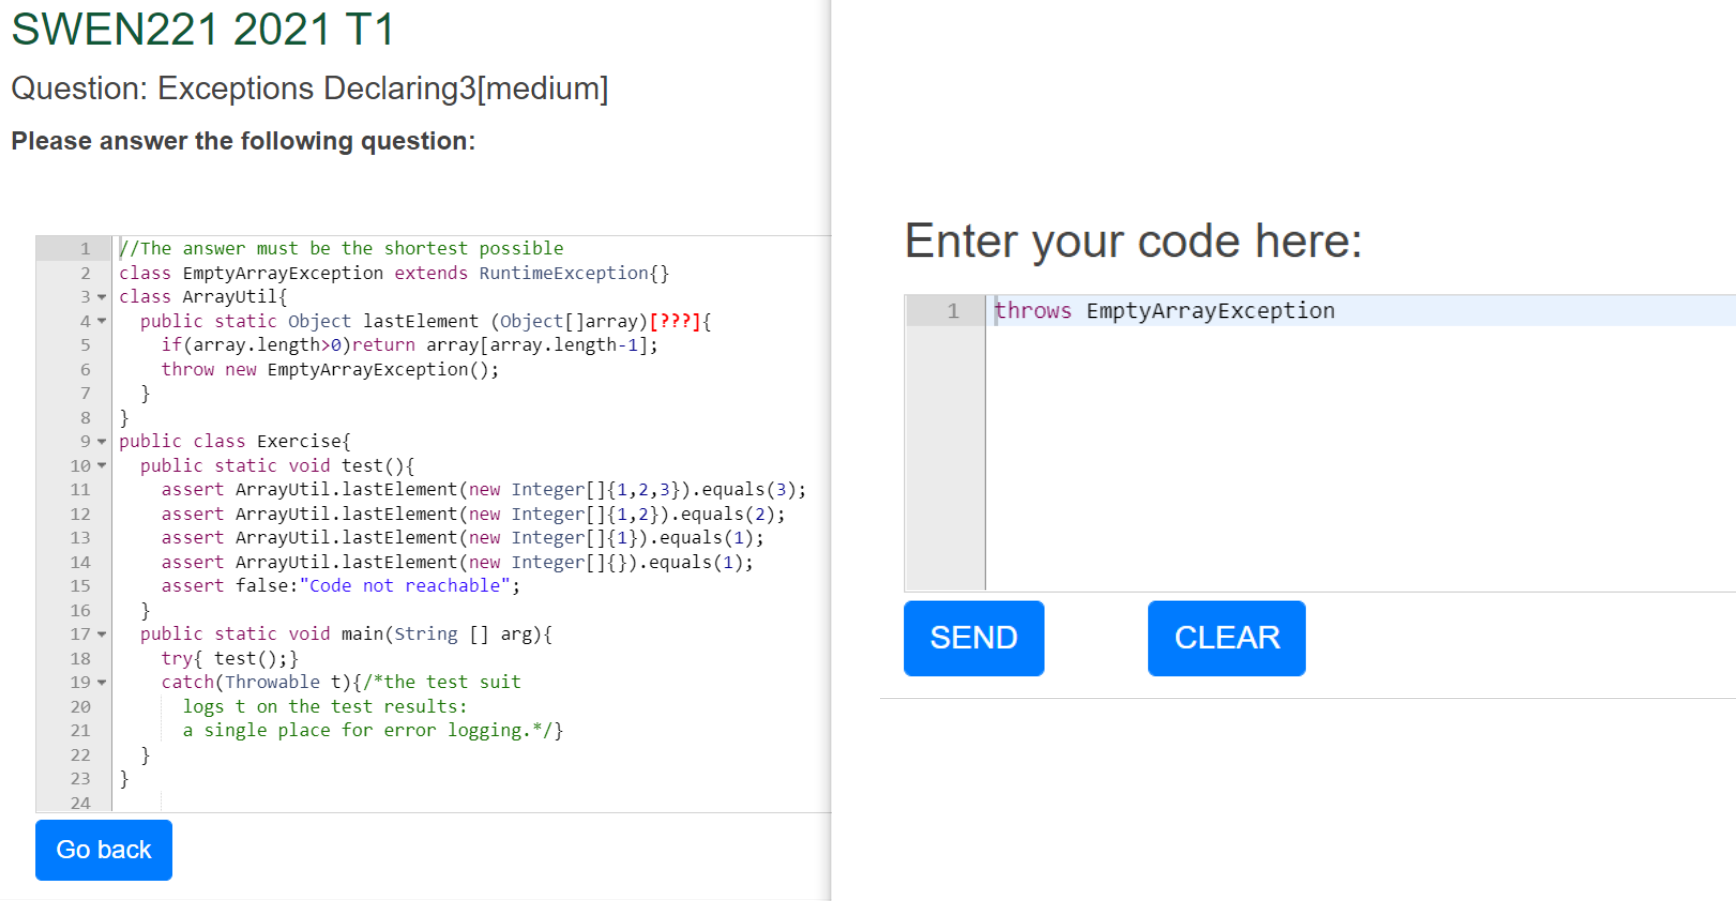 SWEN221 2021 T1
Question: Exceptions Declaring3[medium]
Please answer the following question:
1 //The answer must be the shortest possible
2 class EmptyArrayException extends RuntimeException{}
3 class ArrayUtil{
4 public static Object lastElement (Object[]array)[???]{
5 if(array.length>0)return array[array.length-1];
6 throw new EmptyArrayException();
7 }
8 }
9 public class Exercise{
10 public static void test(){
11 assert ArrayUtil.lastElement(new Integer[]{1,2,3}).equals(3);
12 assert ArrayUtil.lastElement(new Integer[]{1,2}).equals(2);
13 assert ArrayUtil.lastElement(new Integer[]{1}).equals(1);
14 assert ArrayUtil.lastElement(new Integer[]{}).equals(1);
15 assert false:"Code not reachable";
16 }
17 public static void main(String [] arg){
18 try{ test();}
19 catch(Throwable t){/*the test suit
20 logs t on the test results:
21 a single place for error logging.*/}
22 }
23 }
24
Go back
Enter your code here:
1 throws EmptyArrayException
SEND CLEAR